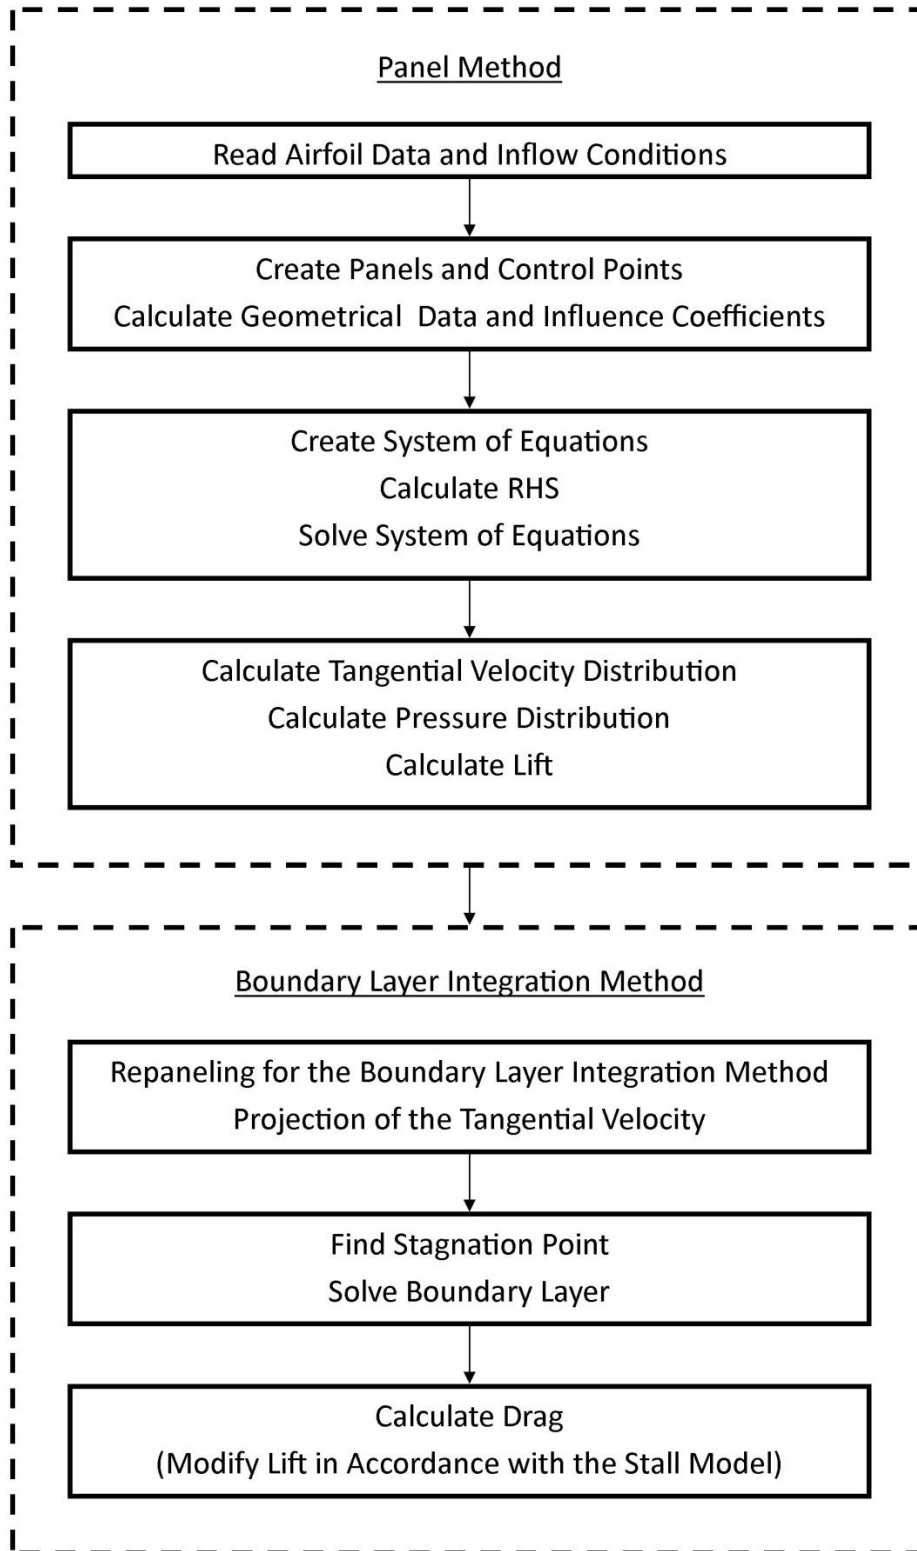 Panel Method
Read Airfoil Data and Inflow Conditions
Create Panels and Control Points
Calculate Geometrical Data and Influence Coefficients
Create System of Equations
Calculate RHS
Solve System of Equations
Calculate Tangential Velocity Distribution
Calculate Pressure Distribution
Calculate Lift
Boundary Layer Integration Method
Repaneling for the Boundary Layer Integration Method
Projection of the Tangential Velocity
Find Stagnation Point
Solve Boundary Layer
Calculate Drag
(Modify Lift in Accordance with the Stall Model)